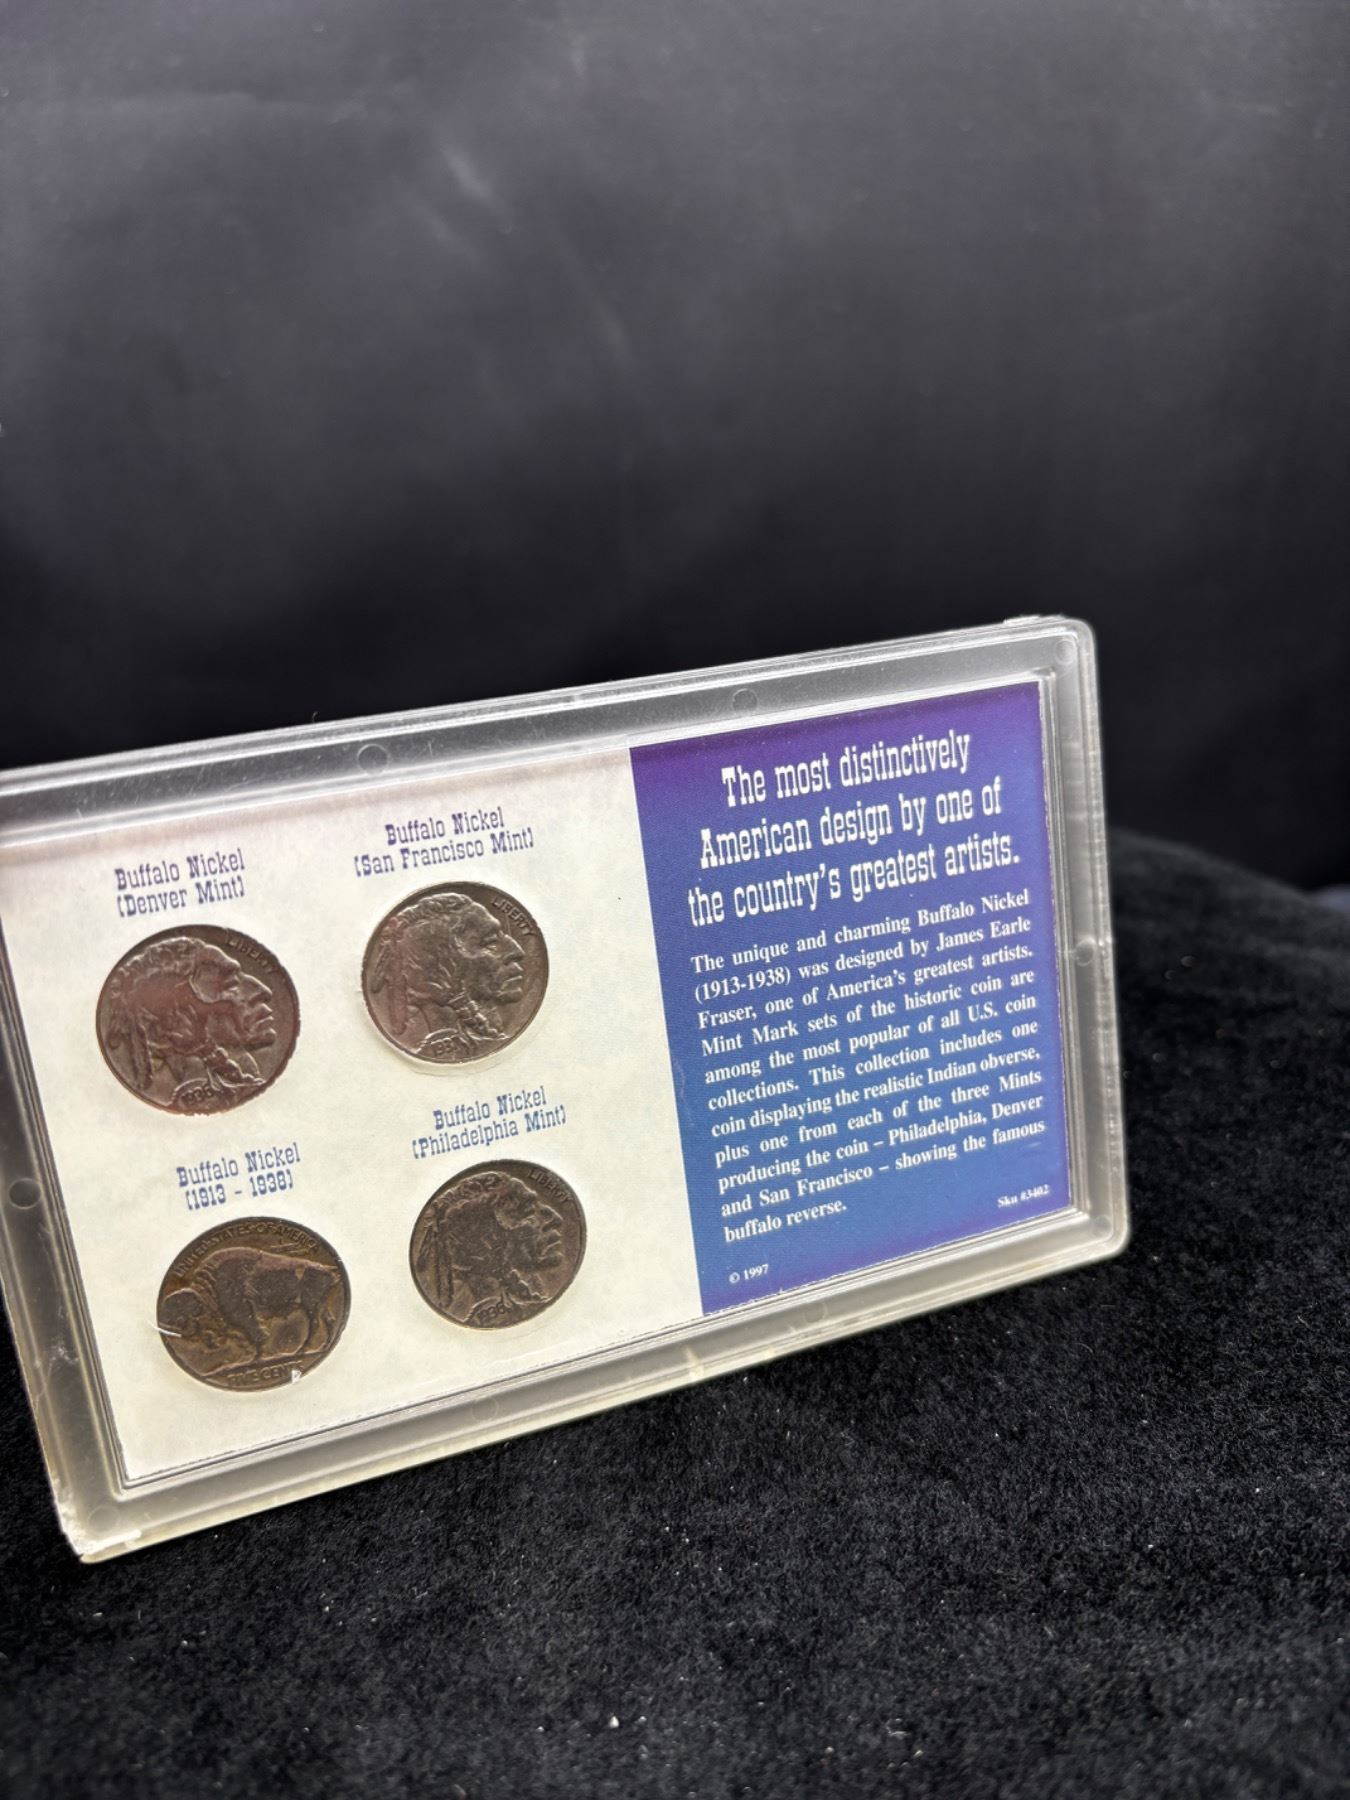 Buffalo Nickel
(Denver Mint)
LIBERTY
1936
Buffalo Nickel
(San Francisco Mint)
LIBERTY
Buffalo Nickel
(1913 - 1938)
UNITED STATES OF AMERICA
FIVE CENTS
Buffalo Nickel
(Philadelphia Mint)
LIBERTY
1936
The most distinctively
American design by one of
the country's greatest artists.
The unique and charming Buffalo Nickel
(1913-1938) was designed by James Earle
Fraser, one of America's greatest artists.
Mint Mark sets of the historic coin are
among the most popular of all U.S. coin
collections. This collection includes one
coin displaying the realistic Indian obverse,
plus one from each of the three Mints
producing the coin – Philadelphia, Denver
and San Francisco – showing the famous
buffalo reverse.
Sku #3402
© 1997